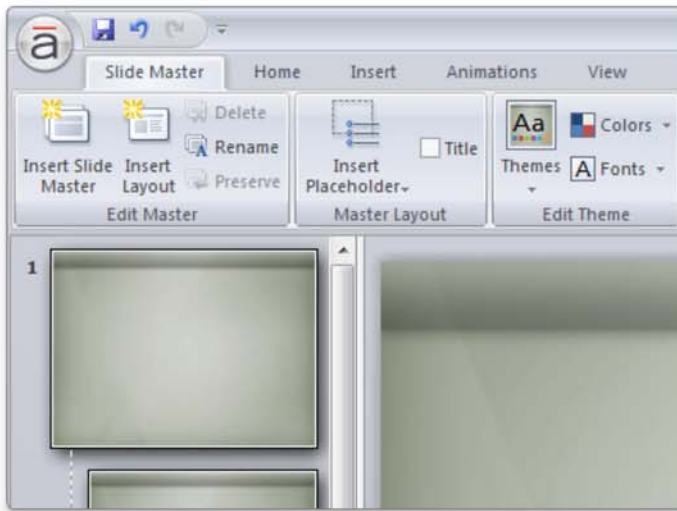 ā
Slide Master Home Insert Animations View
Insert Slide Master
Insert Layout
Delete
Rename
Preserve
Edit Master
Insert Placeholder
Title
Master Layout
Aa
Themes
Colors
A Fonts
Edit Theme
1